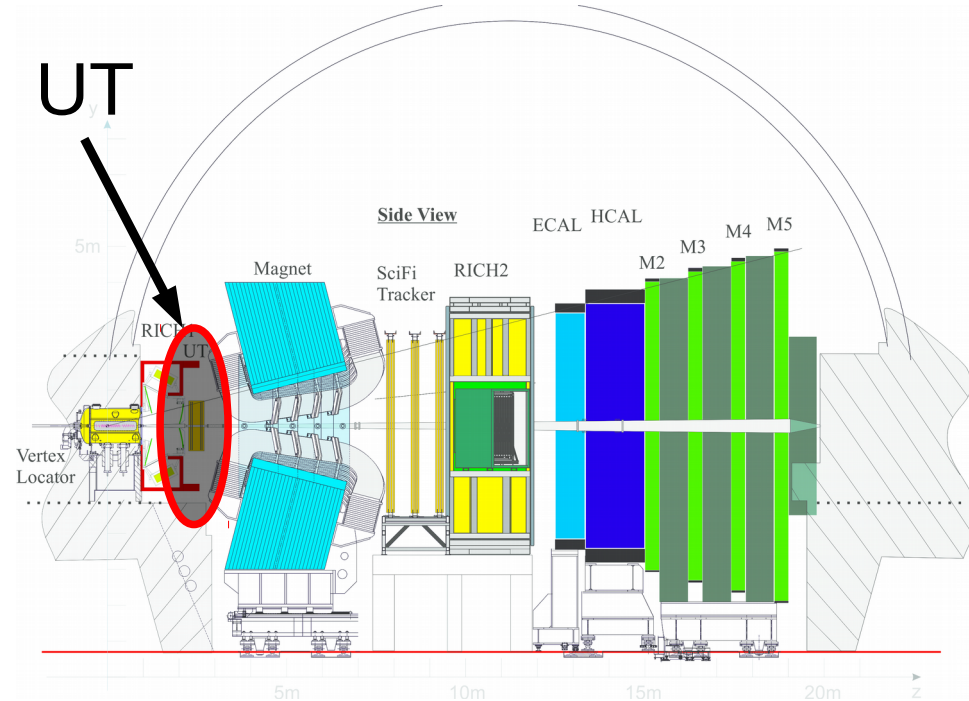 UT
y
5m
Side View
ECAL
HCAL
M2
M3
M4
M5
Magnet
SciFi
Tracker
RICH2
RICH1
UT
Vertex
Locator
5m
10m
15m
20m
z